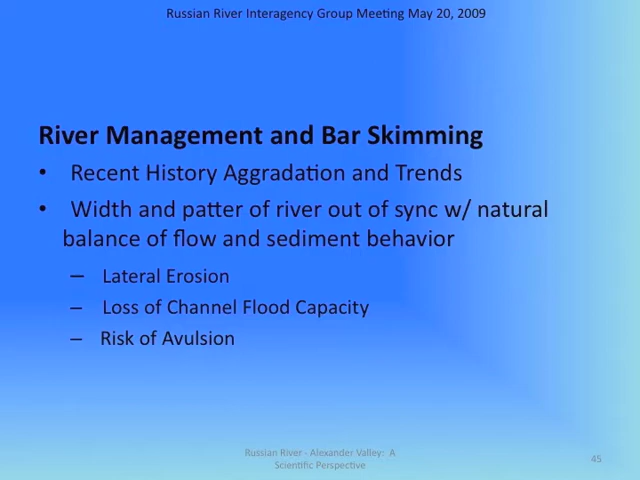 Russian River Interagency Group Meeting May 20, 2009
River Management and Bar Skimming
• Recent History Aggradation and Trends
• Width and patter of river out of sync w/ natural
balance of flow and sediment behavior
– Lateral Erosion
– Loss of Channel Flood Capacity
– Risk of Avulsion
Russian River - Alexander Valley: A
Scientific Perspective
45